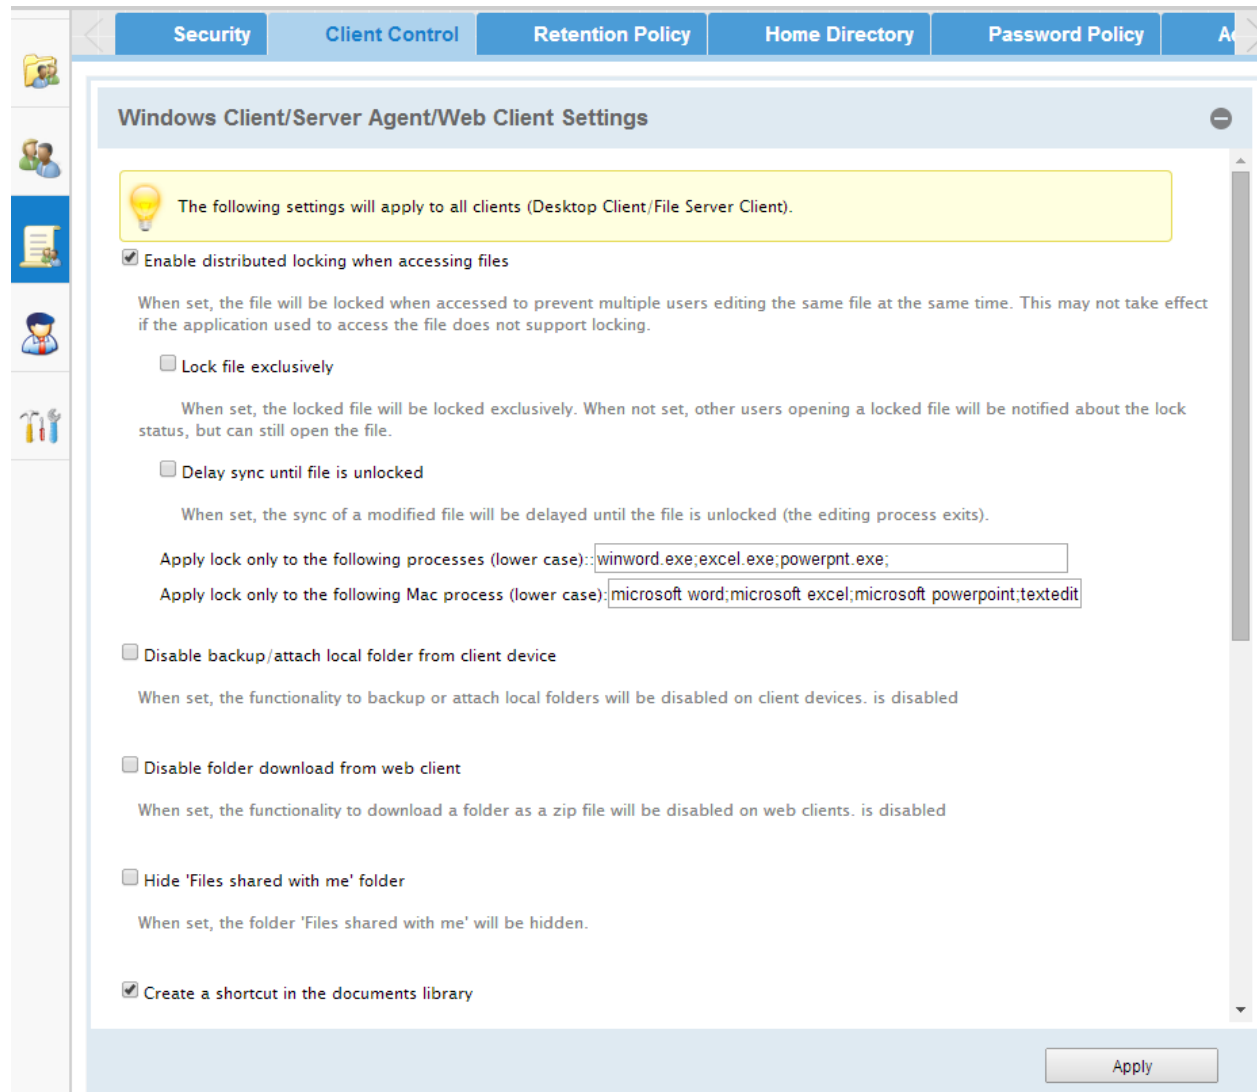 Security
Client Control
Retention Policy
Home Directory
Password Policy
Windows Client/Server Agent/Web Client Settings
The following settings will apply to all clients (Desktop Client/File Server Client).
Enable distributed locking when accessing files
When set, the file will be locked when accessed to prevent multiple users editing the same file at the same time. This may not take effect
if the application used to access the file does not support locking.
Lock file exclusively
When set, the locked file will be locked exclusively. When not set, other users opening a locked file will be notified about the lock
status, but can still open the file.
Delay sync until file is unlocked
When set, the sync of a modified file will be delayed until the file is unlocked (the editing process exits).
Apply lock only to the following processes (lower case)::winword.exe;excel.exe;powerpnt.exe;
Apply lock only to the following Mac process (lower case):microsoft word;microsoft excel;microsoft powerpoint;textedit
Disable backup/attach local folder from client device
When set, the functionality to backup or attach local folders will be disabled on client devices. is disabled
Disable folder download from web client
When set, the functionality to download a folder as a zip file will be disabled on web clients. is disabled
Hide 'Files shared with me' folder
When set, the folder 'Files shared with me' will be hidden.
Create a shortcut in the documents library
Apply